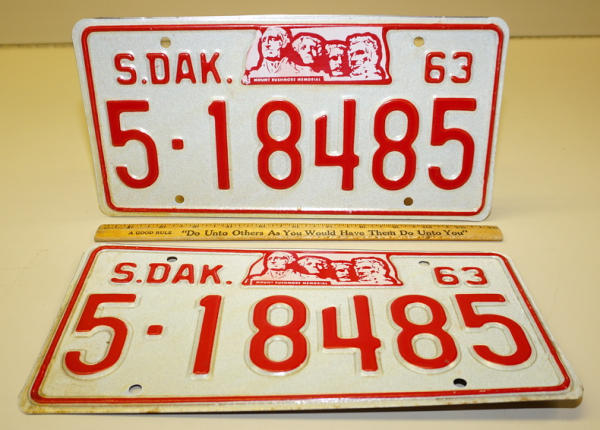 S.DAK. 63
MOUNT RUSHMORE MEMORIAL
5·18485
A GOOD RULE "Do Unto Others As You Would Have Them Do Unto You"
S.DAK. 63
MOUNT RUSHMORE MEMORIAL
5·18485